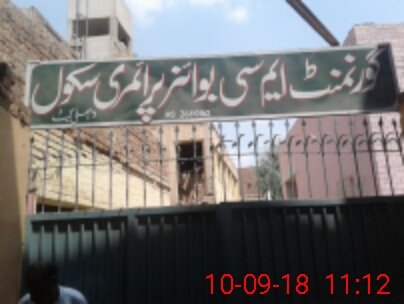 گورنمنٹ ایم سی بوائز پرائمری سکول
10-09-18 11:12